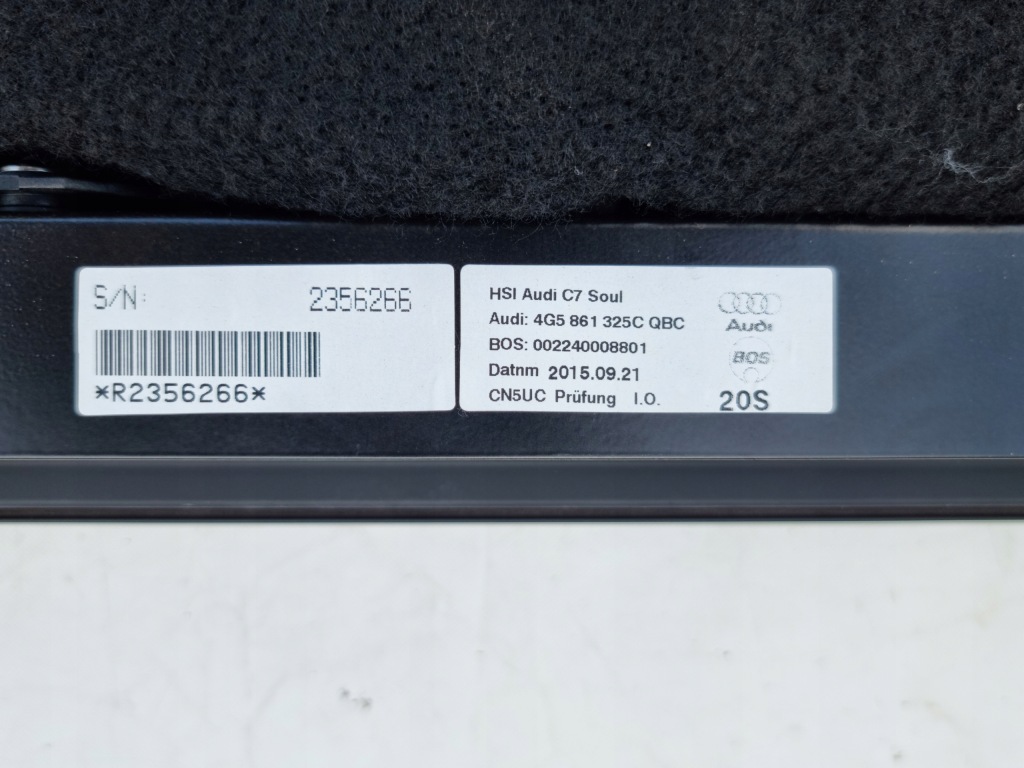 S/N: 2356266
*R2356266*
HSI Audi C7 Soul
Audi: 4G5 861 325C QBC
BOS: 002240008801
Datnm 2015.09.21
CN5UC Prüfung I.O.
Audi
BOS
20S